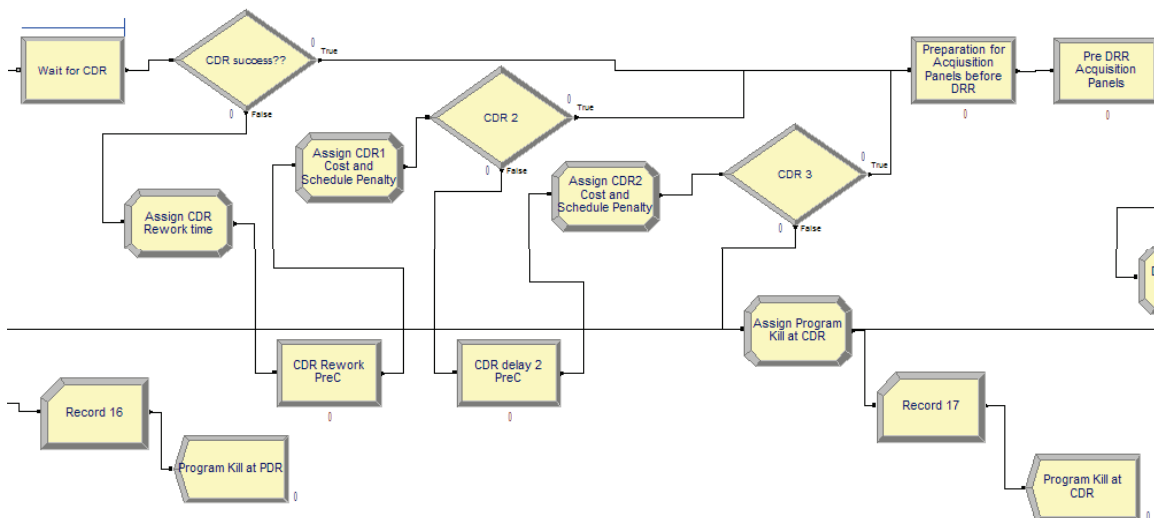 Wait for CDR
CDR success??
0
True
0
False
Preparation for
Acqiusition
Panels before
DRR
0
Pre DRR
Acquisition
Panels
0
Assign CDR1
Cost and
Schedule Penalty
CDR 2
0
True
0
False
Assign CDR2
Cost and
Schedule Penalty
CDR 3
0
True
0
False
Assign CDR
Rework time
D
Assign Program
Kill at CDR
CDR Rework
PreC
0
CDR delay 2
PreC
0
Record 16
Program Kill at PDR
0
Record 17
Program Kill at
CDR
0